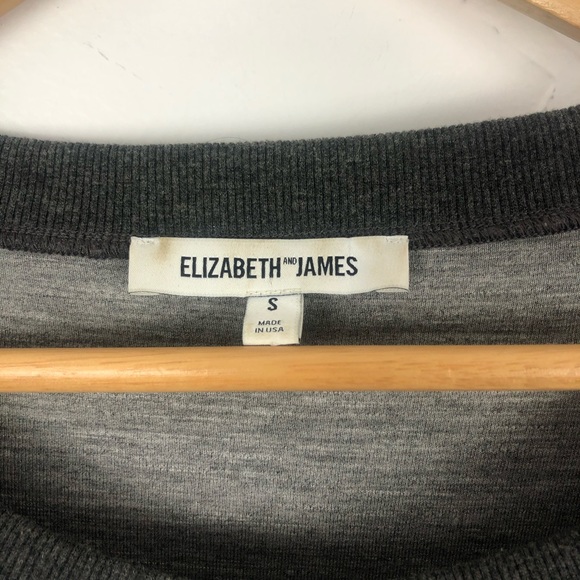 ELIZABETH AND JAMES
S
MADE
IN USA